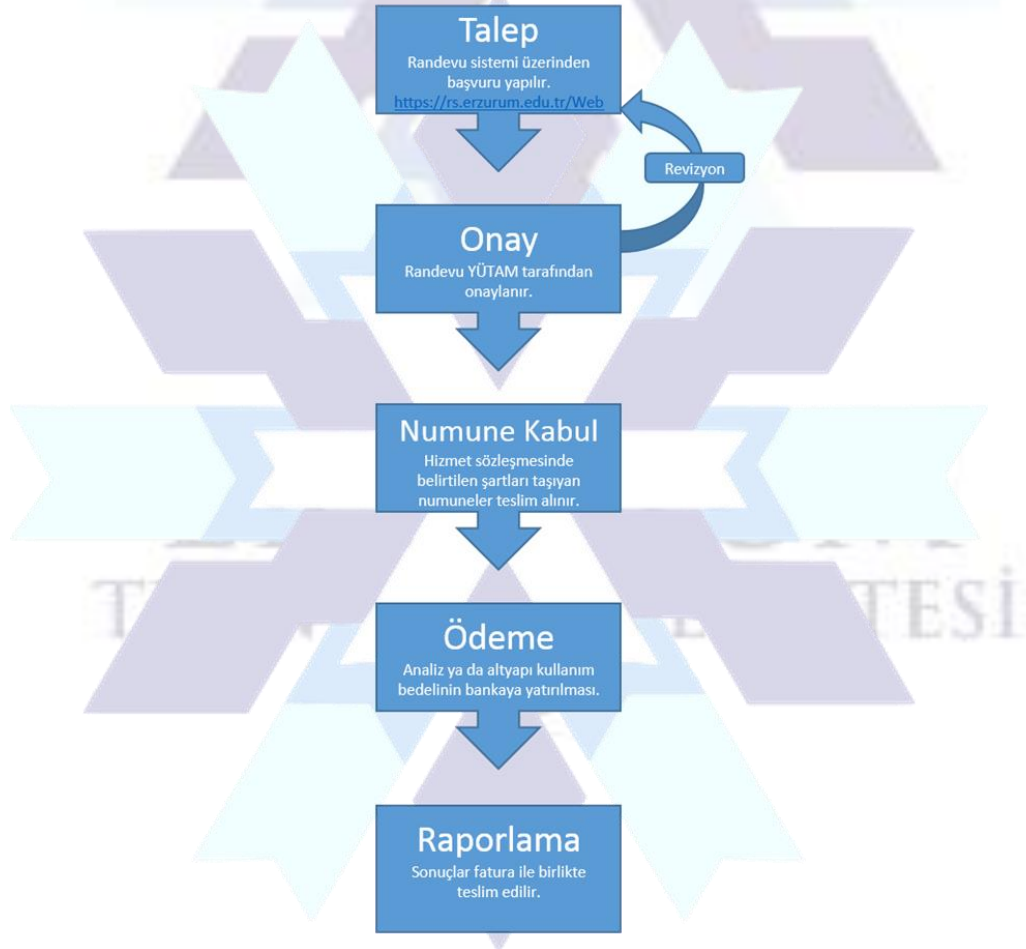 Talep
Randevu sistemi üzerinden
başvuru yapılır.
https://rs.erzurum.edu.tr/Web
Revizyon
Onay
Randevu YÜTAM tarafından
onaylanır.
Numune Kabul
Hizmet sözleşmesinde
belirtilen şartları taşıyan
numuneler teslim alınır.
Ödeme
Analiz ya da altyapı kullanım
bedelinin bankaya yatırılması.
Raporlama
Sonuçlar fatura ile birlikte
teslim edilir.